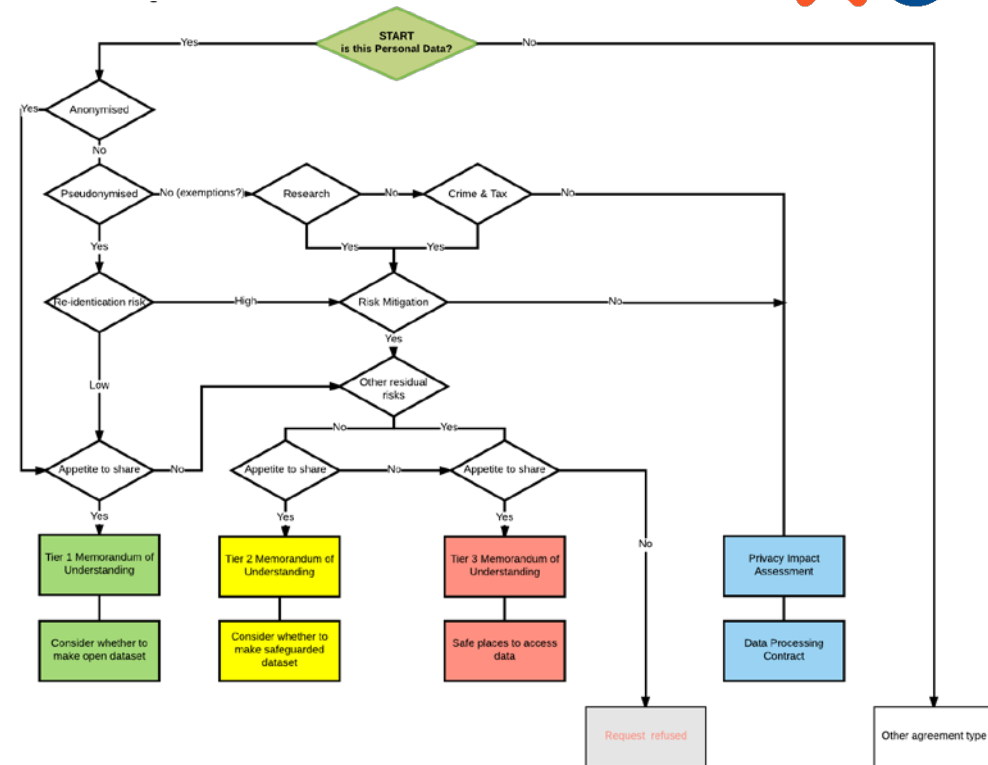 START
is this Personal Data?
Yes
No
Anonymised
Yes
No
Pseudonymised
No (exemptions?)
Research
No
Crime & Tax
No
Yes
Yes
Yes
Re-identication risk
High
Risk Mitigation
No
Yes
Low
Other residual
risks
No
Yes
Appetite to share
No
Appetite to share
No
Appetite to share
Yes
Yes
Yes
No
Tier 1 Memorandum of
Understanding
Tier 2 Memorandum of
Understanding
Tier 3 Memorandum of
Understanding
Privacy Impact
Assessment
Consider whether to
make open dataset
Consider whether to
make safeguarded
dataset
Safe places to access
data
Data Processing
Contract
Request refused
Other agreement type